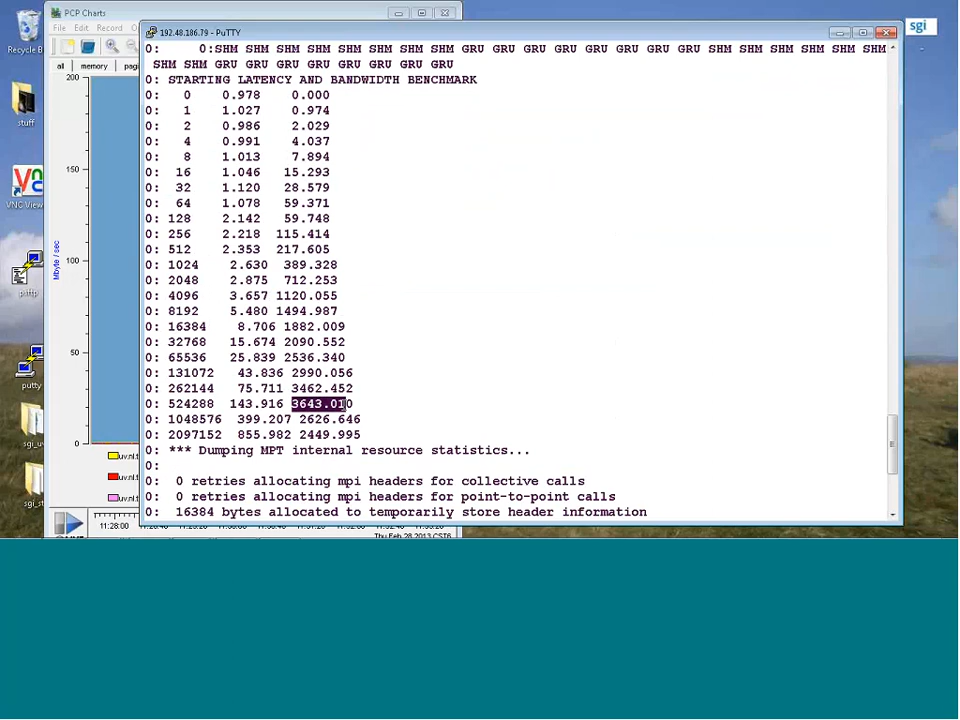 PCP Charts
File Edit Record
192.48.186.79 - PuTTY
sgi
Recycle B
all memory
200
150
100
50
0
Mbyte / sec
stuff
psftp
putty
11:28:00
Thu Feb 28 2013 CST6
0: 0:SHM SHM SHM SHM SHM SHM SHM SHM GRU GRU GRU GRU GRU GRU GRU GRU SHM SHM SHM SHM SHM SHM
SHM SHM GRU GRU GRU GRU GRU GRU GRU GRU
0: STARTING LATENCY AND BANDWIDTH BENCHMARK
0: 0 0.978 0.000
0: 1 1.027 0.974
0: 2 0.986 2.029
0: 4 0.991 4.037
0: 8 1.013 7.894
0: 16 1.046 15.293
0: 32 1.120 28.579
0: 64 1.078 59.371
0: 128 2.142 59.748
0: 256 2.218 115.414
0: 512 2.353 217.605
0: 1024 2.630 389.328
0: 2048 2.875 712.253
0: 4096 3.657 1120.055
0: 8192 5.480 1494.987
0: 16384 8.706 1882.009
0: 32768 15.674 2090.552
0: 65536 25.839 2536.340
0: 131072 43.836 2990.056
0: 262144 75.711 3462.452
0: 524288 143.916 3643.010
0: 1048576 399.207 2626.646
0: 2097152 855.982 2449.995
0: *** Dumping MPT internal resource statistics...
0:
0: 0 retries allocating mpi headers for collective calls
0: 0 retries allocating mpi headers for point-to-point calls
0: 16384 bytes allocated to temporarily store header information